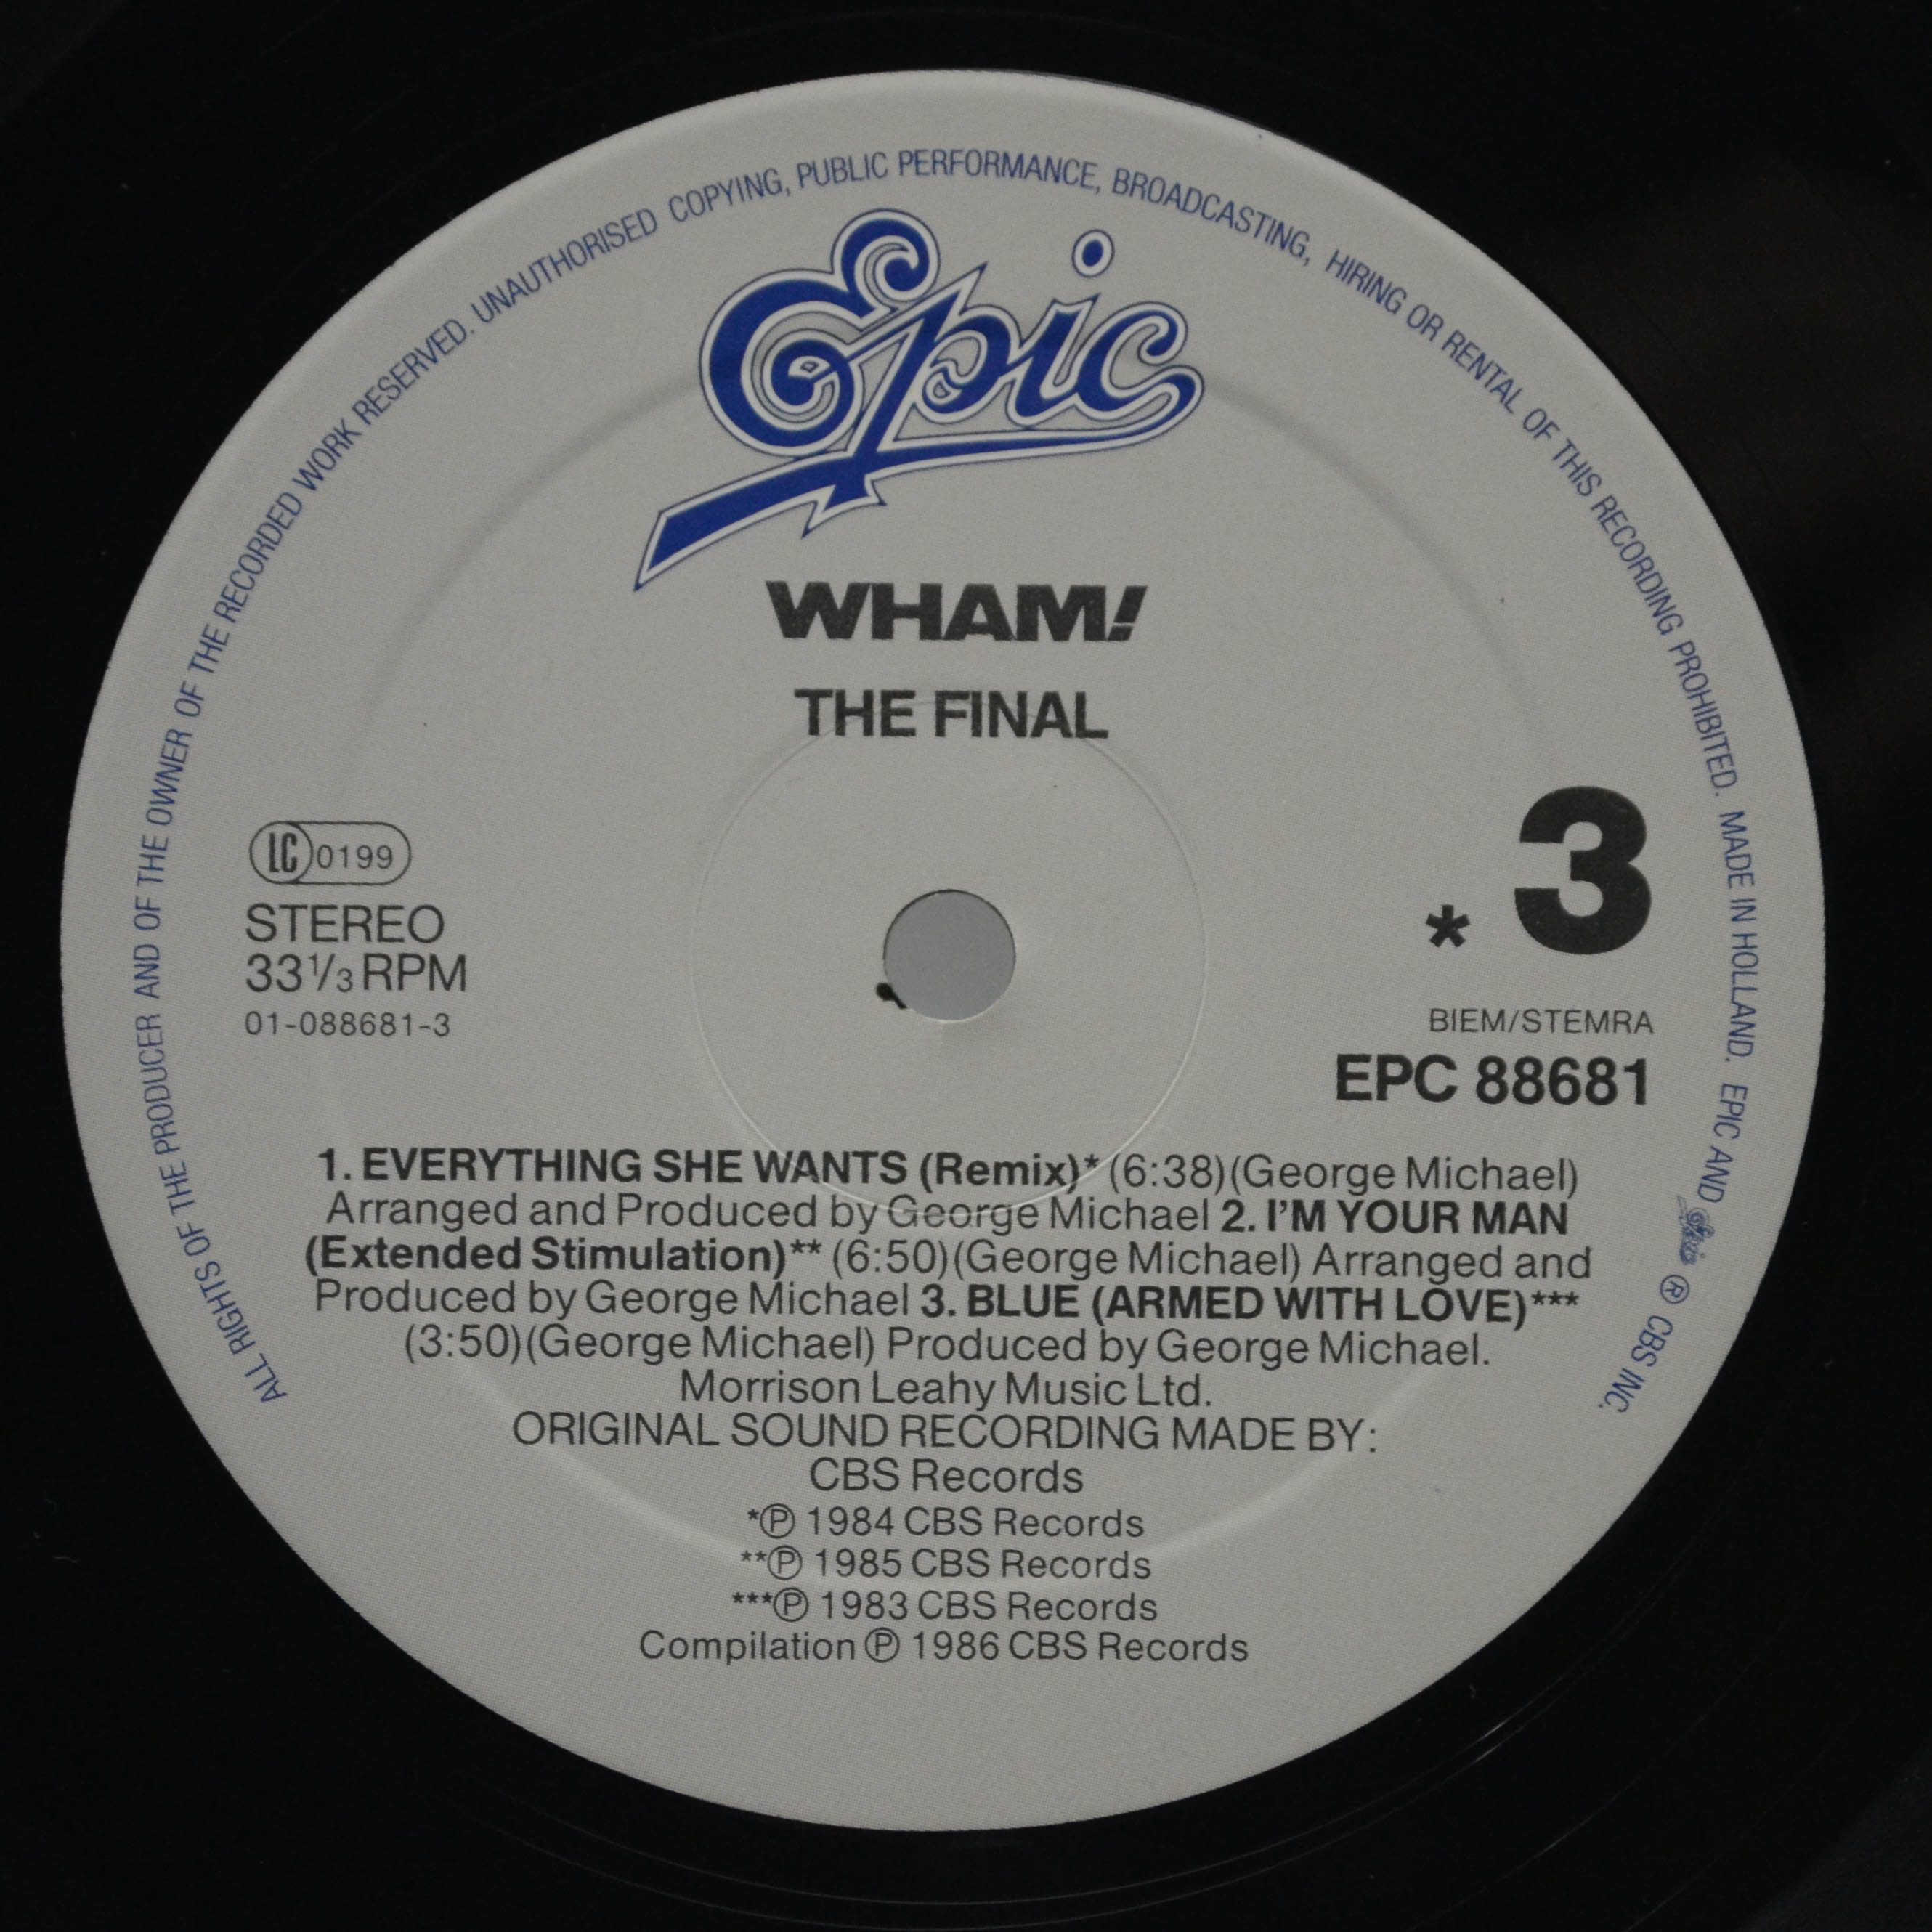 ALL RIGHTS OF THE PRODUCER AND OF THE OWNER OF THE RECORDED WORK RESERVED. UNAUTHORISED COPYING, PUBLIC PERFORMANCE, BROADCASTING, HIRING OR RENTAL OF THIS RECORDING PROHIBITED. MADE IN HOLLAND. EPIC AND Epic ® CBS INC.
Epic
WHAM!
THE FINAL
LC 0199
STEREO
33 1/3 RPM
01-088681-3
* 3
BIEM/STEMRA
EPC 88681
1. EVERYTHING SHE WANTS (Remix)* (6:38)(George Michael)
Arranged and Produced by George Michael 2. I'M YOUR MAN
(Extended Stimulation)** (6:50)(George Michael) Arranged and
Produced by George Michael 3. BLUE (ARMED WITH LOVE)***
(3:50)(George Michael) Produced by George Michael.
Morrison Leahy Music Ltd.
ORIGINAL SOUND RECORDING MADE BY:
CBS Records
*℗ 1984 CBS Records
**℗ 1985 CBS Records
***℗ 1983 CBS Records
Compilation ℗ 1986 CBS Records